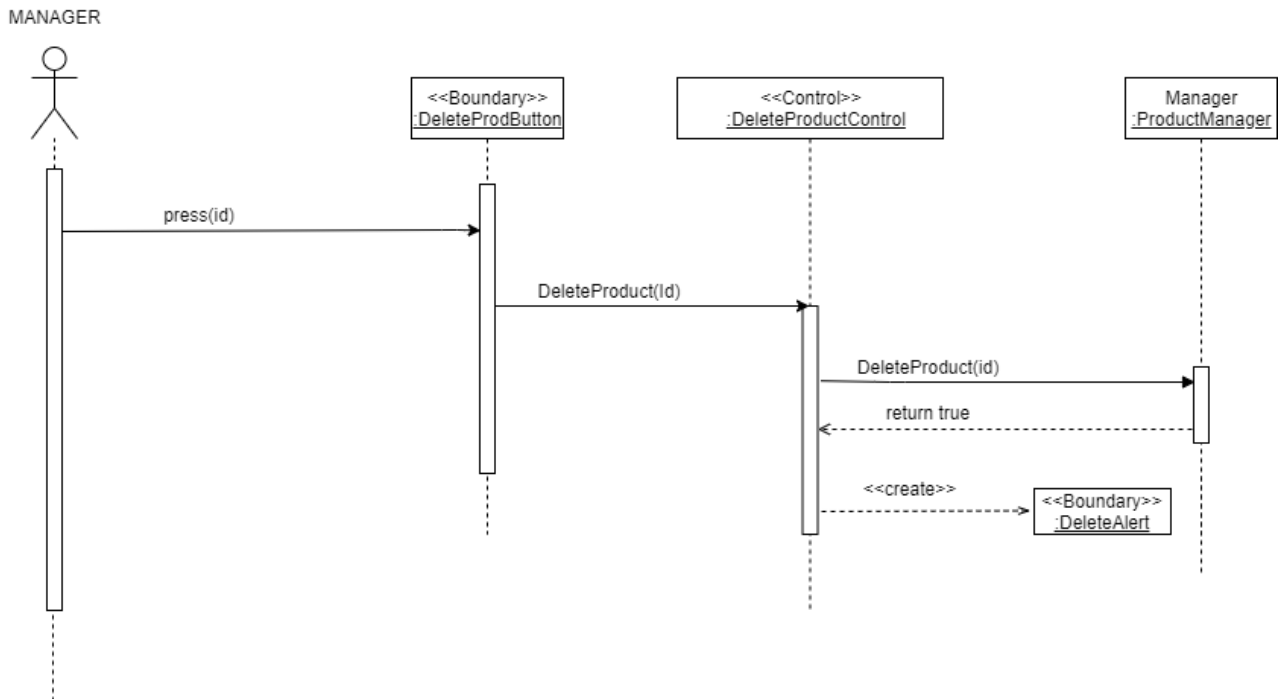 MANAGER
<<Boundary>>
:DeleteProdButton
<<Control>>
:DeleteProductControl
Manager
:ProductManager
press(id)
DeleteProduct(Id)
DeleteProduct(id)
return true
<<create>>
<<Boundary>>
:DeleteAlert